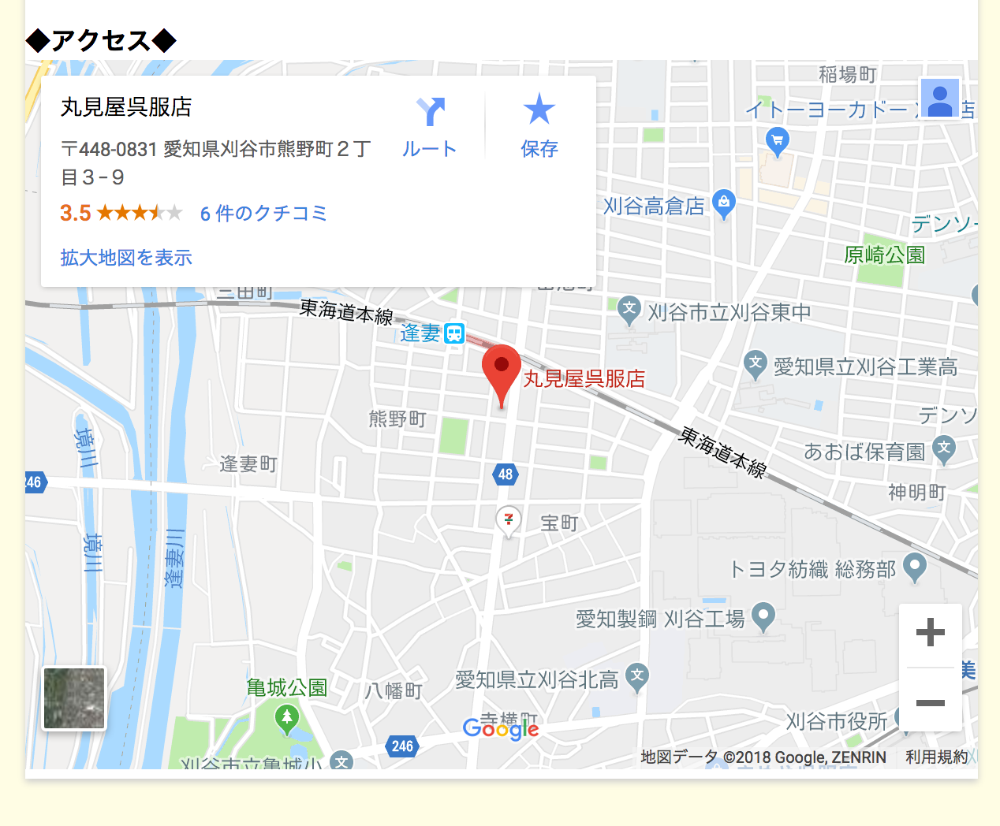 ◆アクセス◆
稲場町
丸見屋呉服店
イトーヨーカドー
店
〒448-0831 愛知県刈谷市熊野町２丁
目３−９
ルート
保存
3.5
6 件のクチコミ
刈谷高倉店
デンソー
原崎公園
拡大地図を表示
三田町
東海道本線
刈谷市立刈谷東中
逢妻
愛知県立刈谷工業高
丸見屋呉服店
熊野町
デンソ
境川
東海道本線
あおば保育園
逢妻町
246
48
神明町
7
宝町
境川
逢妻川
トヨタ紡織 総務部
愛知製鋼 刈谷工場
美
愛知県立刈谷北高
亀城公園
八幡町
寺横町
刈谷市役所
Google
246
刈谷市立亀城小
地図データ ©2018 Google, ZENRIN
利用規約